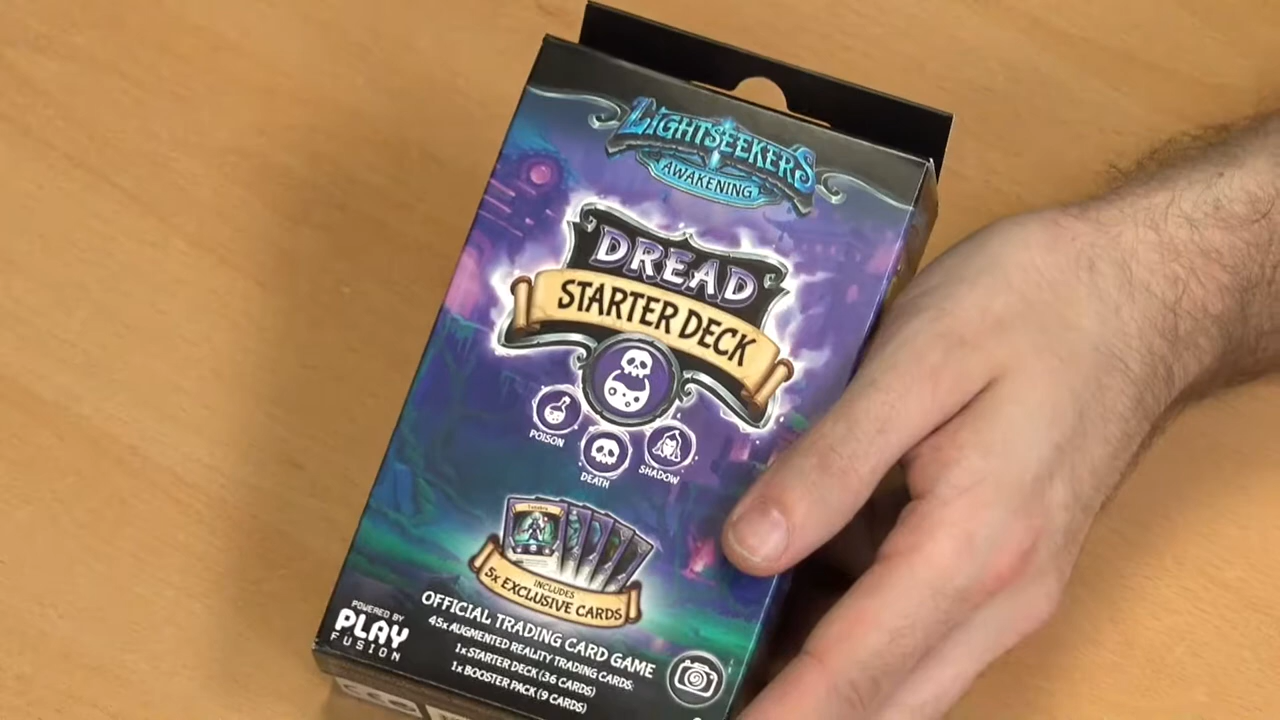 LIGHTSEEKERS
AWAKENING
DREAD
STARTER DECK
POISON
DEATH
SHADOW
INCLUDES
5x EXCLUSIVE CARDS
OFFICIAL TRADING CARD GAME
45x AUGMENTED REALITY TRADING CARDS:
1x STARTER DECK (36 CARDS)
1x BOOSTER PACK (9 CARDS)
POWERED BY
PLAY
FUSION